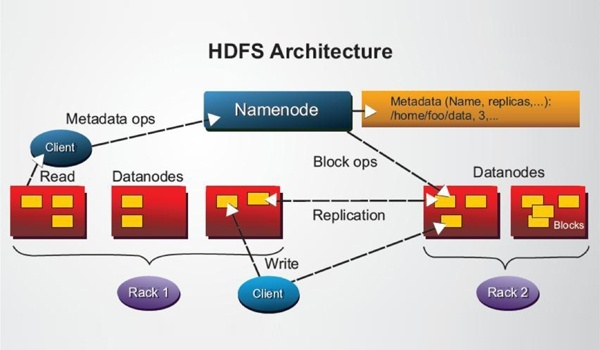 HDFS Architecture
Metadata ops
Namenode
Metadata (Name, replicas,...):
/home/foo/data, 3,...
Client
Block ops
Read
Datanodes
Datanodes
Replication
Blocks
Write
Rack 1
Client
Rack 2